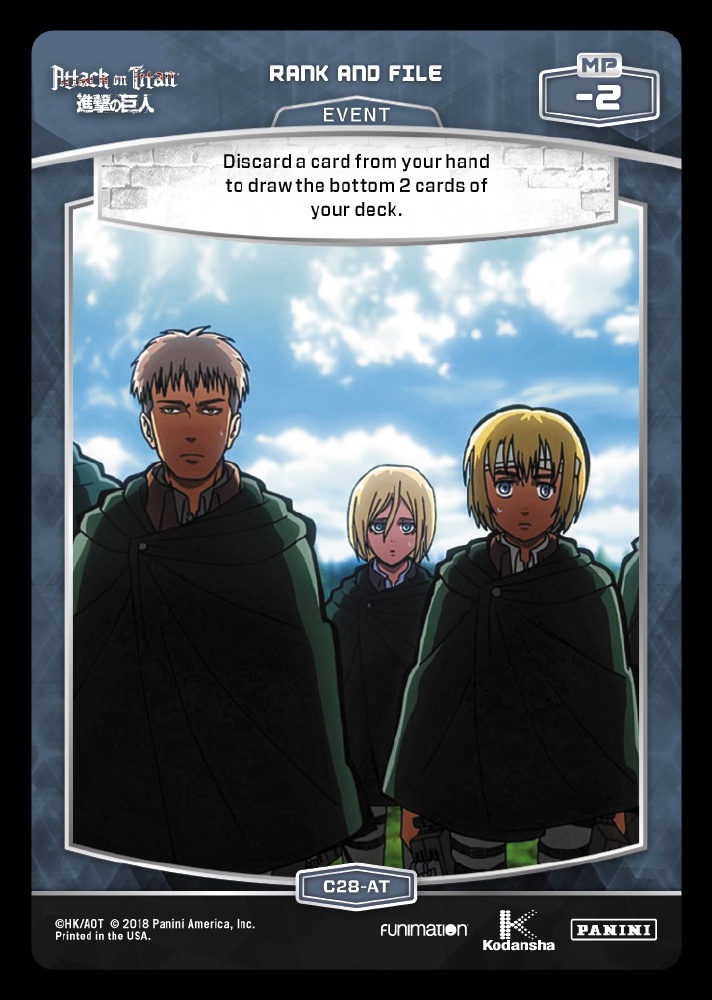 Attack on Titan
進撃の巨人
RANK AND FILE
MP
-2
EVENT
Discard a card from your hand
to draw the bottom 2 cards of
your deck.
C28-AT
©HK/AOT © 2018 Panini America, Inc.
Printed in the USA.
FUNIMATION
Kodansha
PANINI